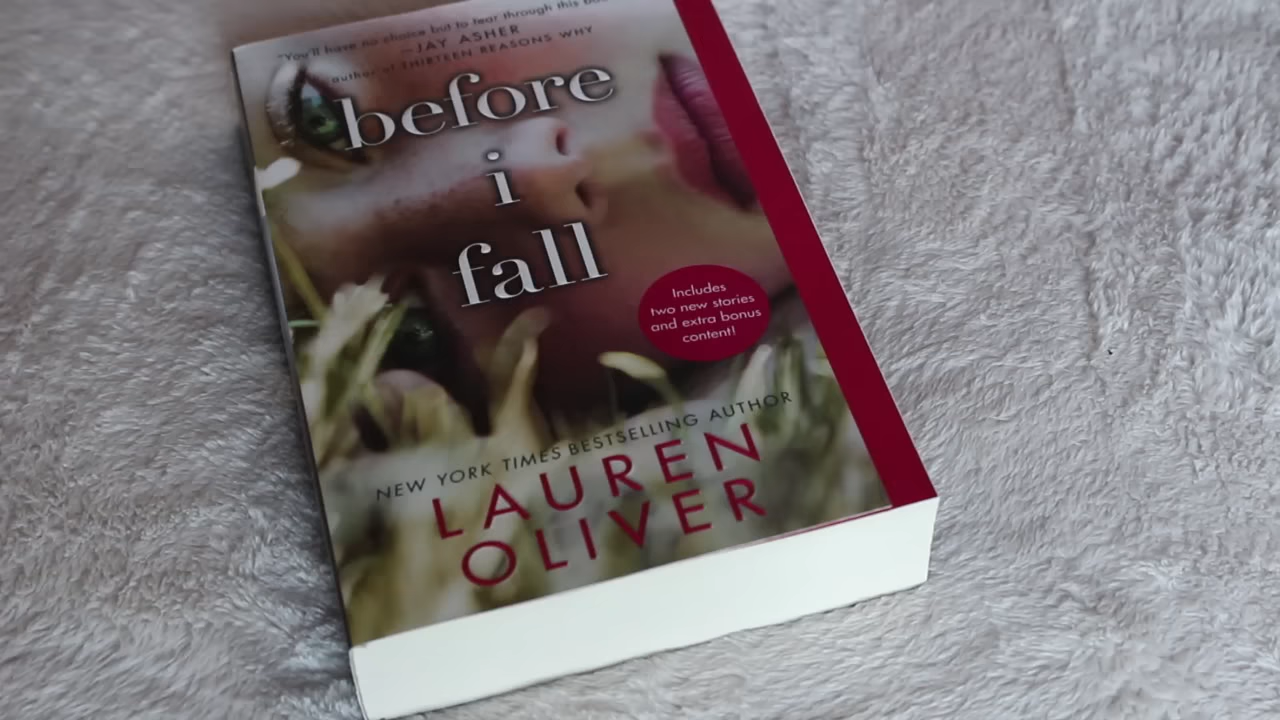 "You'll have no choice but to tear through this
—JAY ASHER
author of THIRTEEN REASONS WHY
before
i
fall
Includes
two new stories
and extra bonus
content!
NEW YORK TIMES BESTSELLING AUTHOR
LAUREN
OLIVER